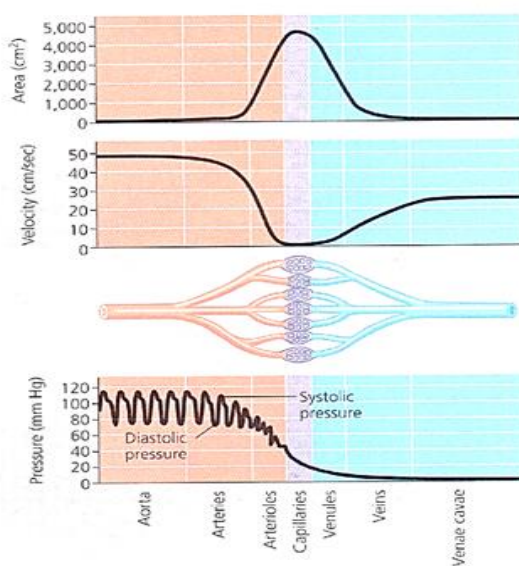 Area (cm²)
5,000
4,000
3,000
2,000
1,000
0
Velocity (cm/sec)
50
40
30
20
10
0
Pressure (mm Hg)
120
100
80
60
40
20
0
Systolic
pressure
Diastolic
pressure
Aorta
Arteries
Arterioles
Capillaries
Venules
Veins
Venae cavae